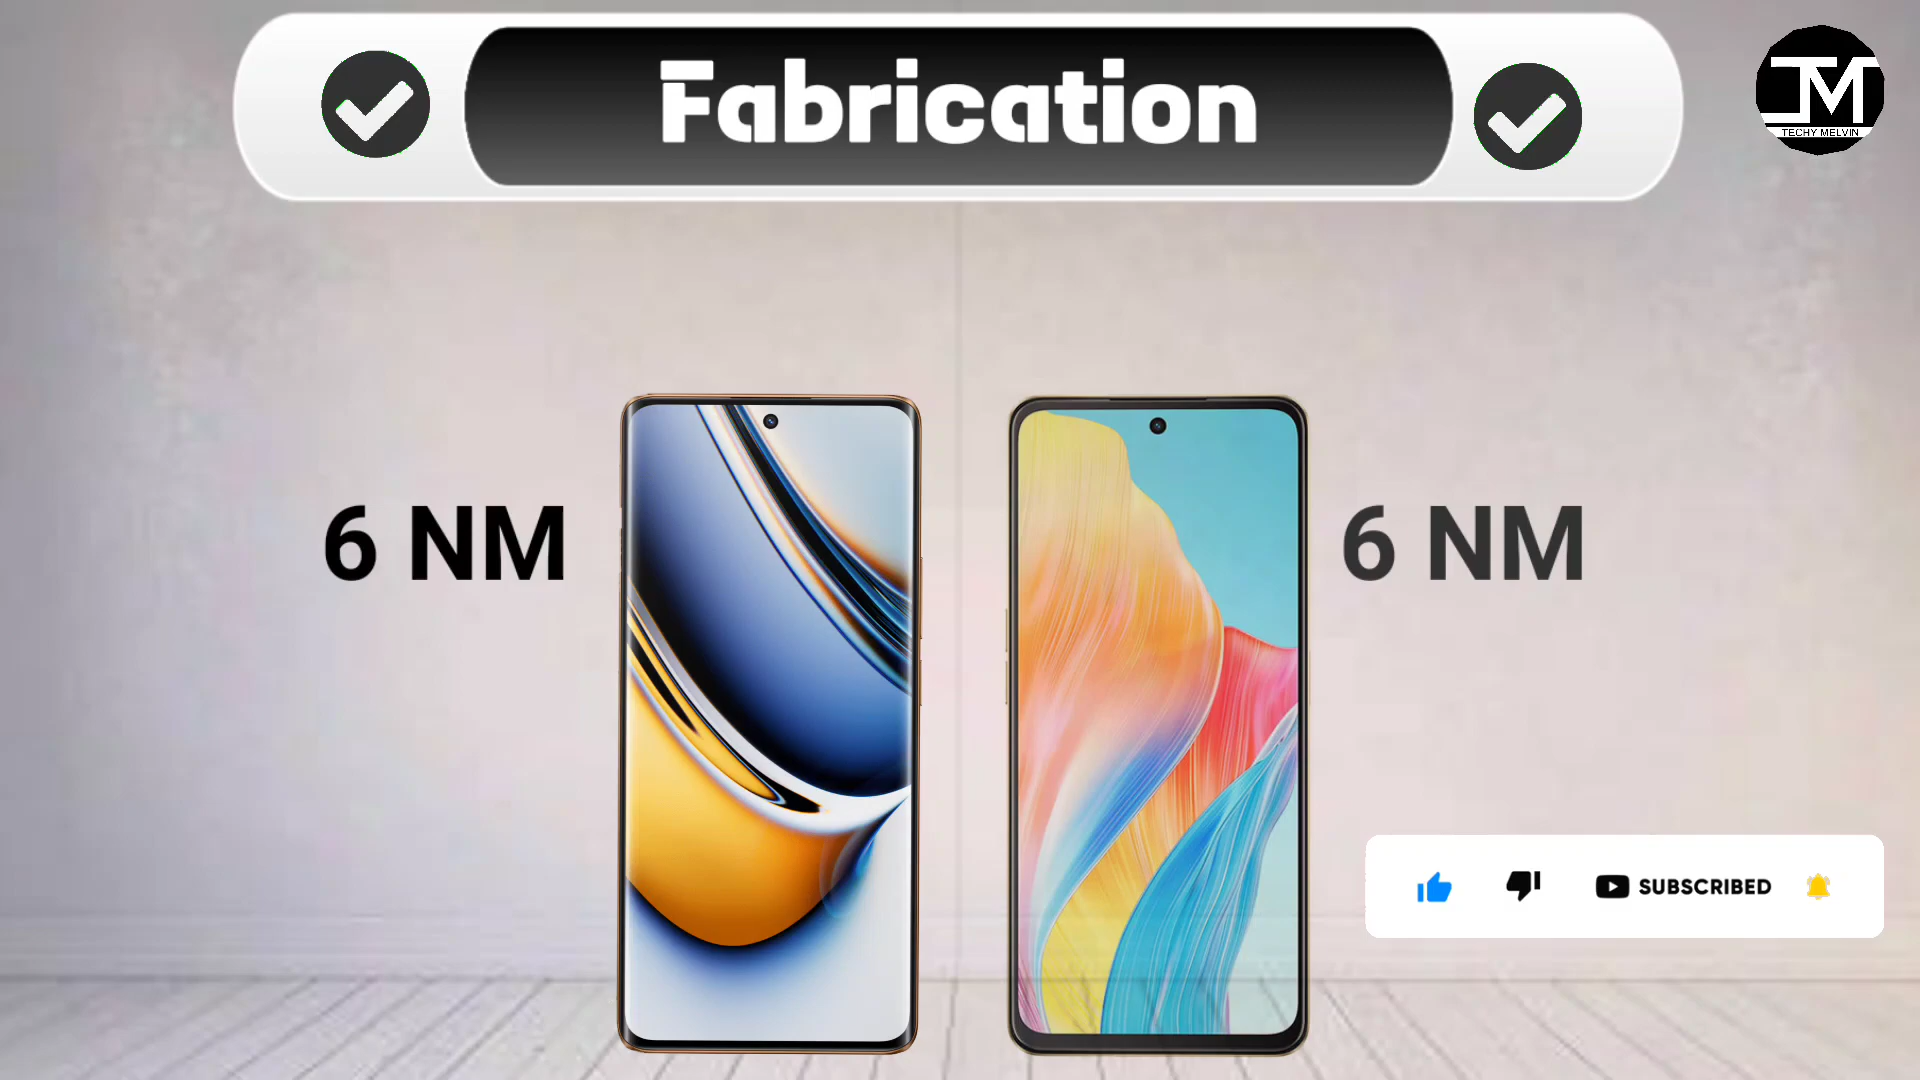 Fabrication
TECHY MELVIN
6 NM
6 NM
SUBSCRIBED